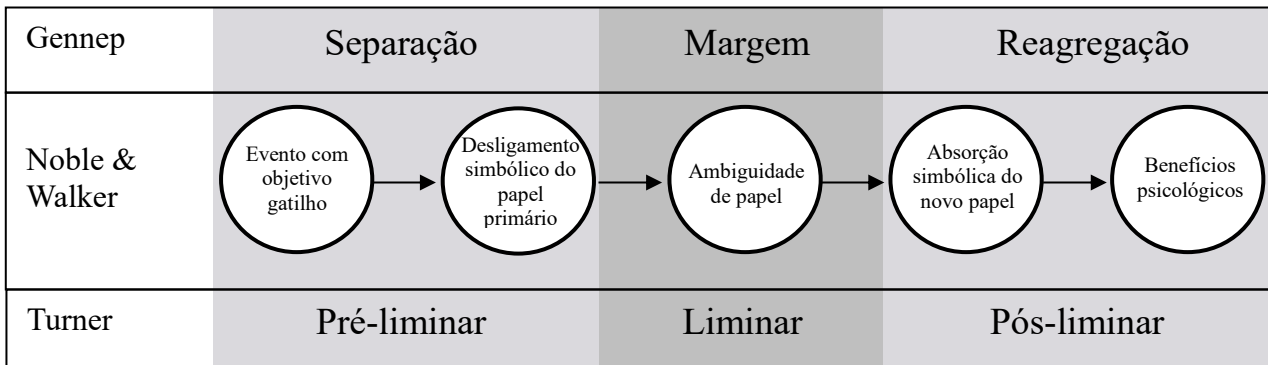 Gennep
Separação
Margem
Reagregação
Noble &
Walker
Evento com
objetivo
gatilho
Desligamento
simbólico do
papel
primário
Ambiguidade
de papel
Absorção
simbólica do
novo papel
Benefícios
psicológicos
Turner
Pré-liminar
Liminar
Pós-liminar